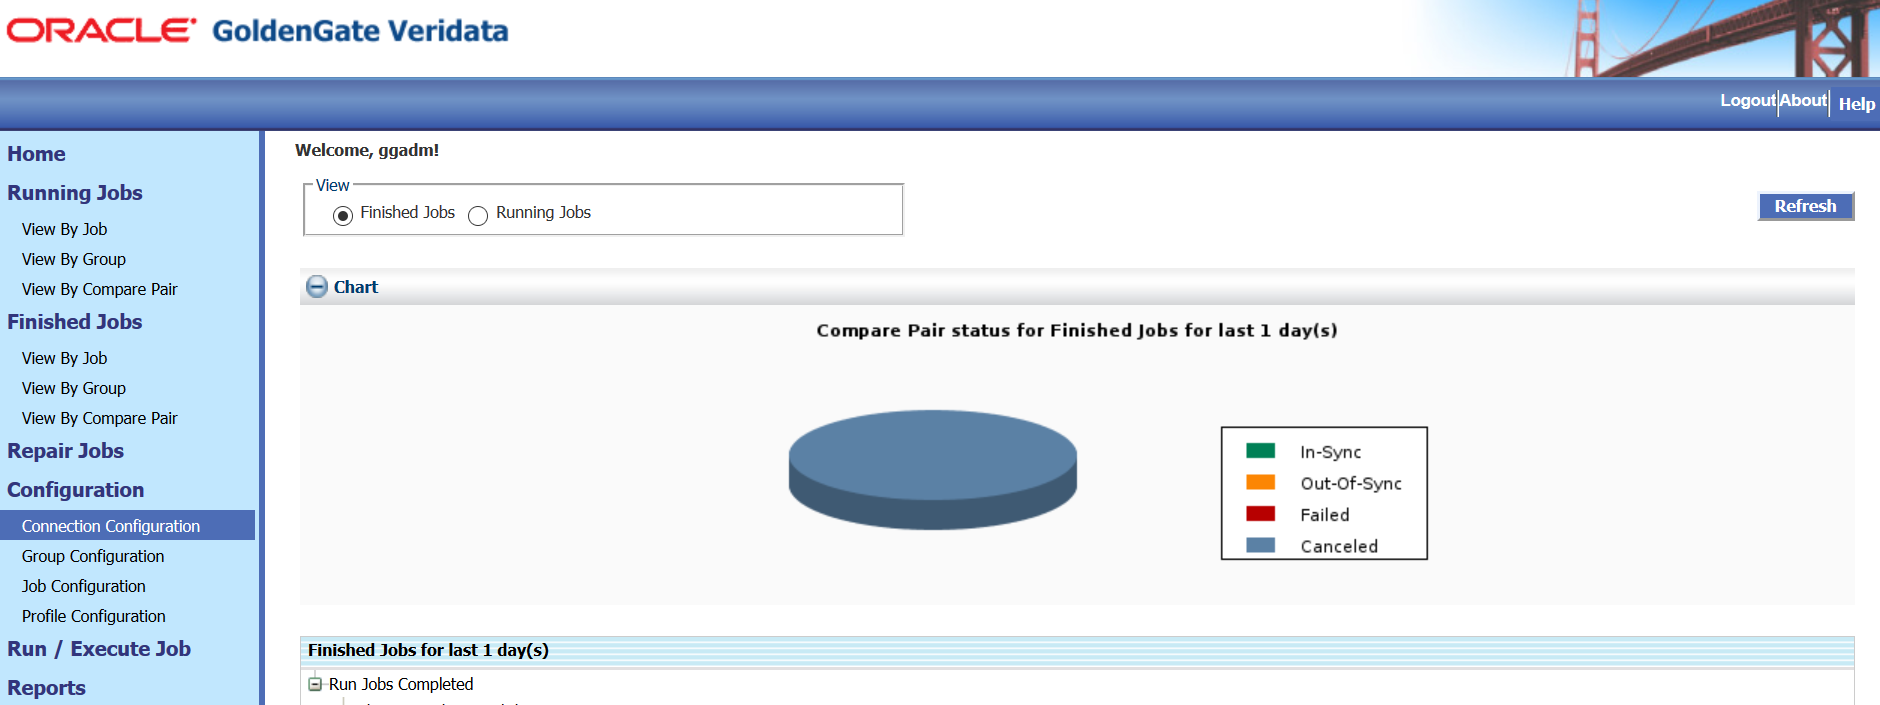 ORACLE GoldenGate Veridata
Logout About Help
Home
Running Jobs
View By Job
View By Group
View By Compare Pair
Finished Jobs
View By Job
View By Group
View By Compare Pair
Repair Jobs
Configuration
Connection Configuration
Group Configuration
Job Configuration
Profile Configuration
Run / Execute Job
Reports
Welcome, ggadm!
View
Finished Jobs Running Jobs
Refresh
Chart
Compare Pair status for Finished Jobs for last 1 day(s)
In-Sync
Out-Of-Sync
Failed
Canceled
Finished Jobs for last 1 day(s)
Run Jobs Completed